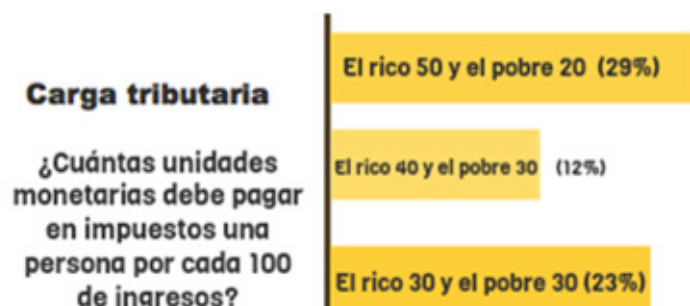 Carga tributaria
¿Cuántas unidades
monetarias debe pagar
en impuestos una
persona por cada 100
de ingresos?
El rico 50 y el pobre 20 (29%)
El rico 40 y el pobre 30 (12%)
El rico 30 y el pobre 30 (23%)